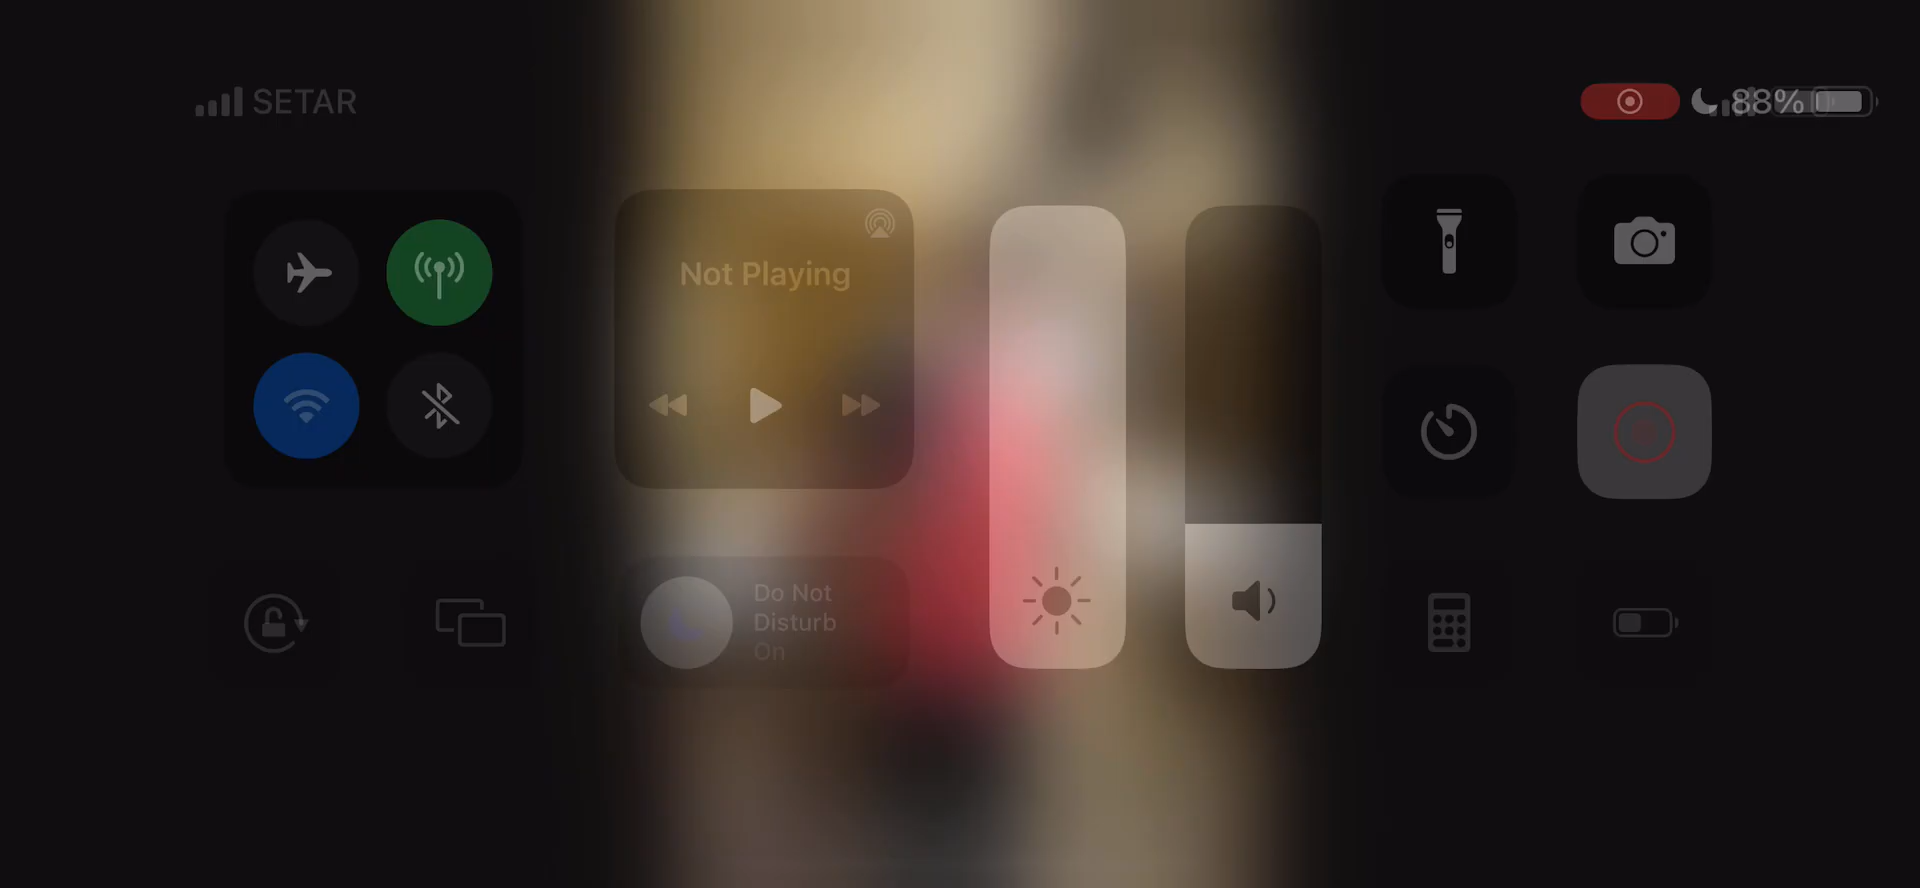 SETAR
88%
Not Playing
Do Not
Disturb
On